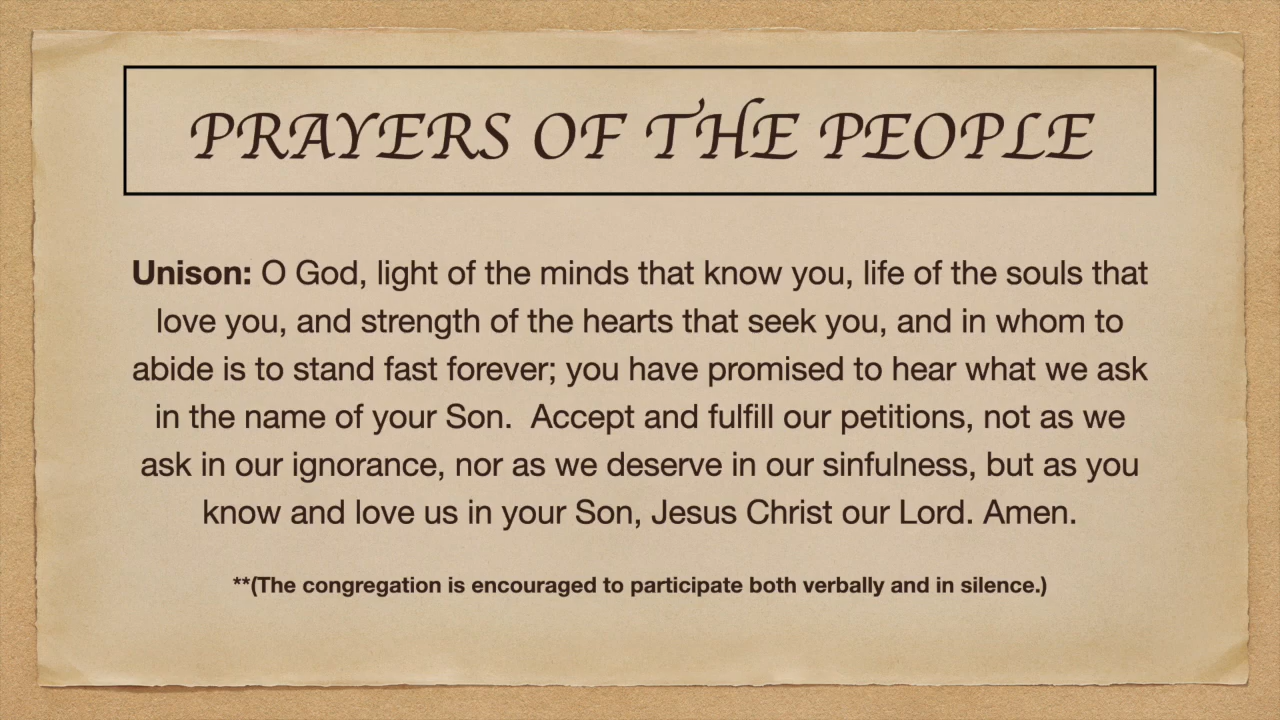 PRAYERS OF THE PEOPLE
Unison: O God, light of the minds that know you, life of the souls that
love you, and strength of the hearts that seek you, and in whom to
abide is to stand fast forever; you have promised to hear what we ask
in the name of your Son.  Accept and fulfill our petitions, not as we
ask in our ignorance, nor as we deserve in our sinfulness, but as you
know and love us in your Son, Jesus Christ our Lord. Amen.
**(The congregation is encouraged to participate both verbally and in silence.)